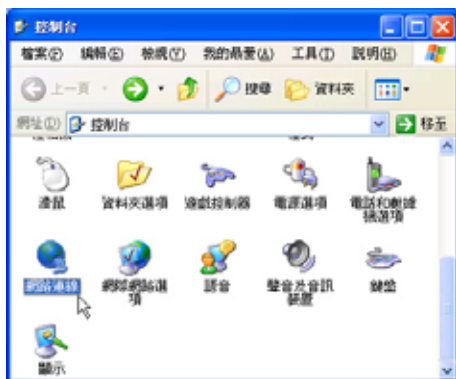 控制台
檔案(F) 編輯(E) 檢視(V) 我的最愛(A) 工具(T) 說明(H)
上一頁 搜尋 資料夾
網址(D) 控制台 移至
滑鼠 資料夾選項 遊戲控制器 電源選項 電話和數據機選項
網路連線 網際網路選項 語音 聲音及音訊裝置 鍵盤
顯示